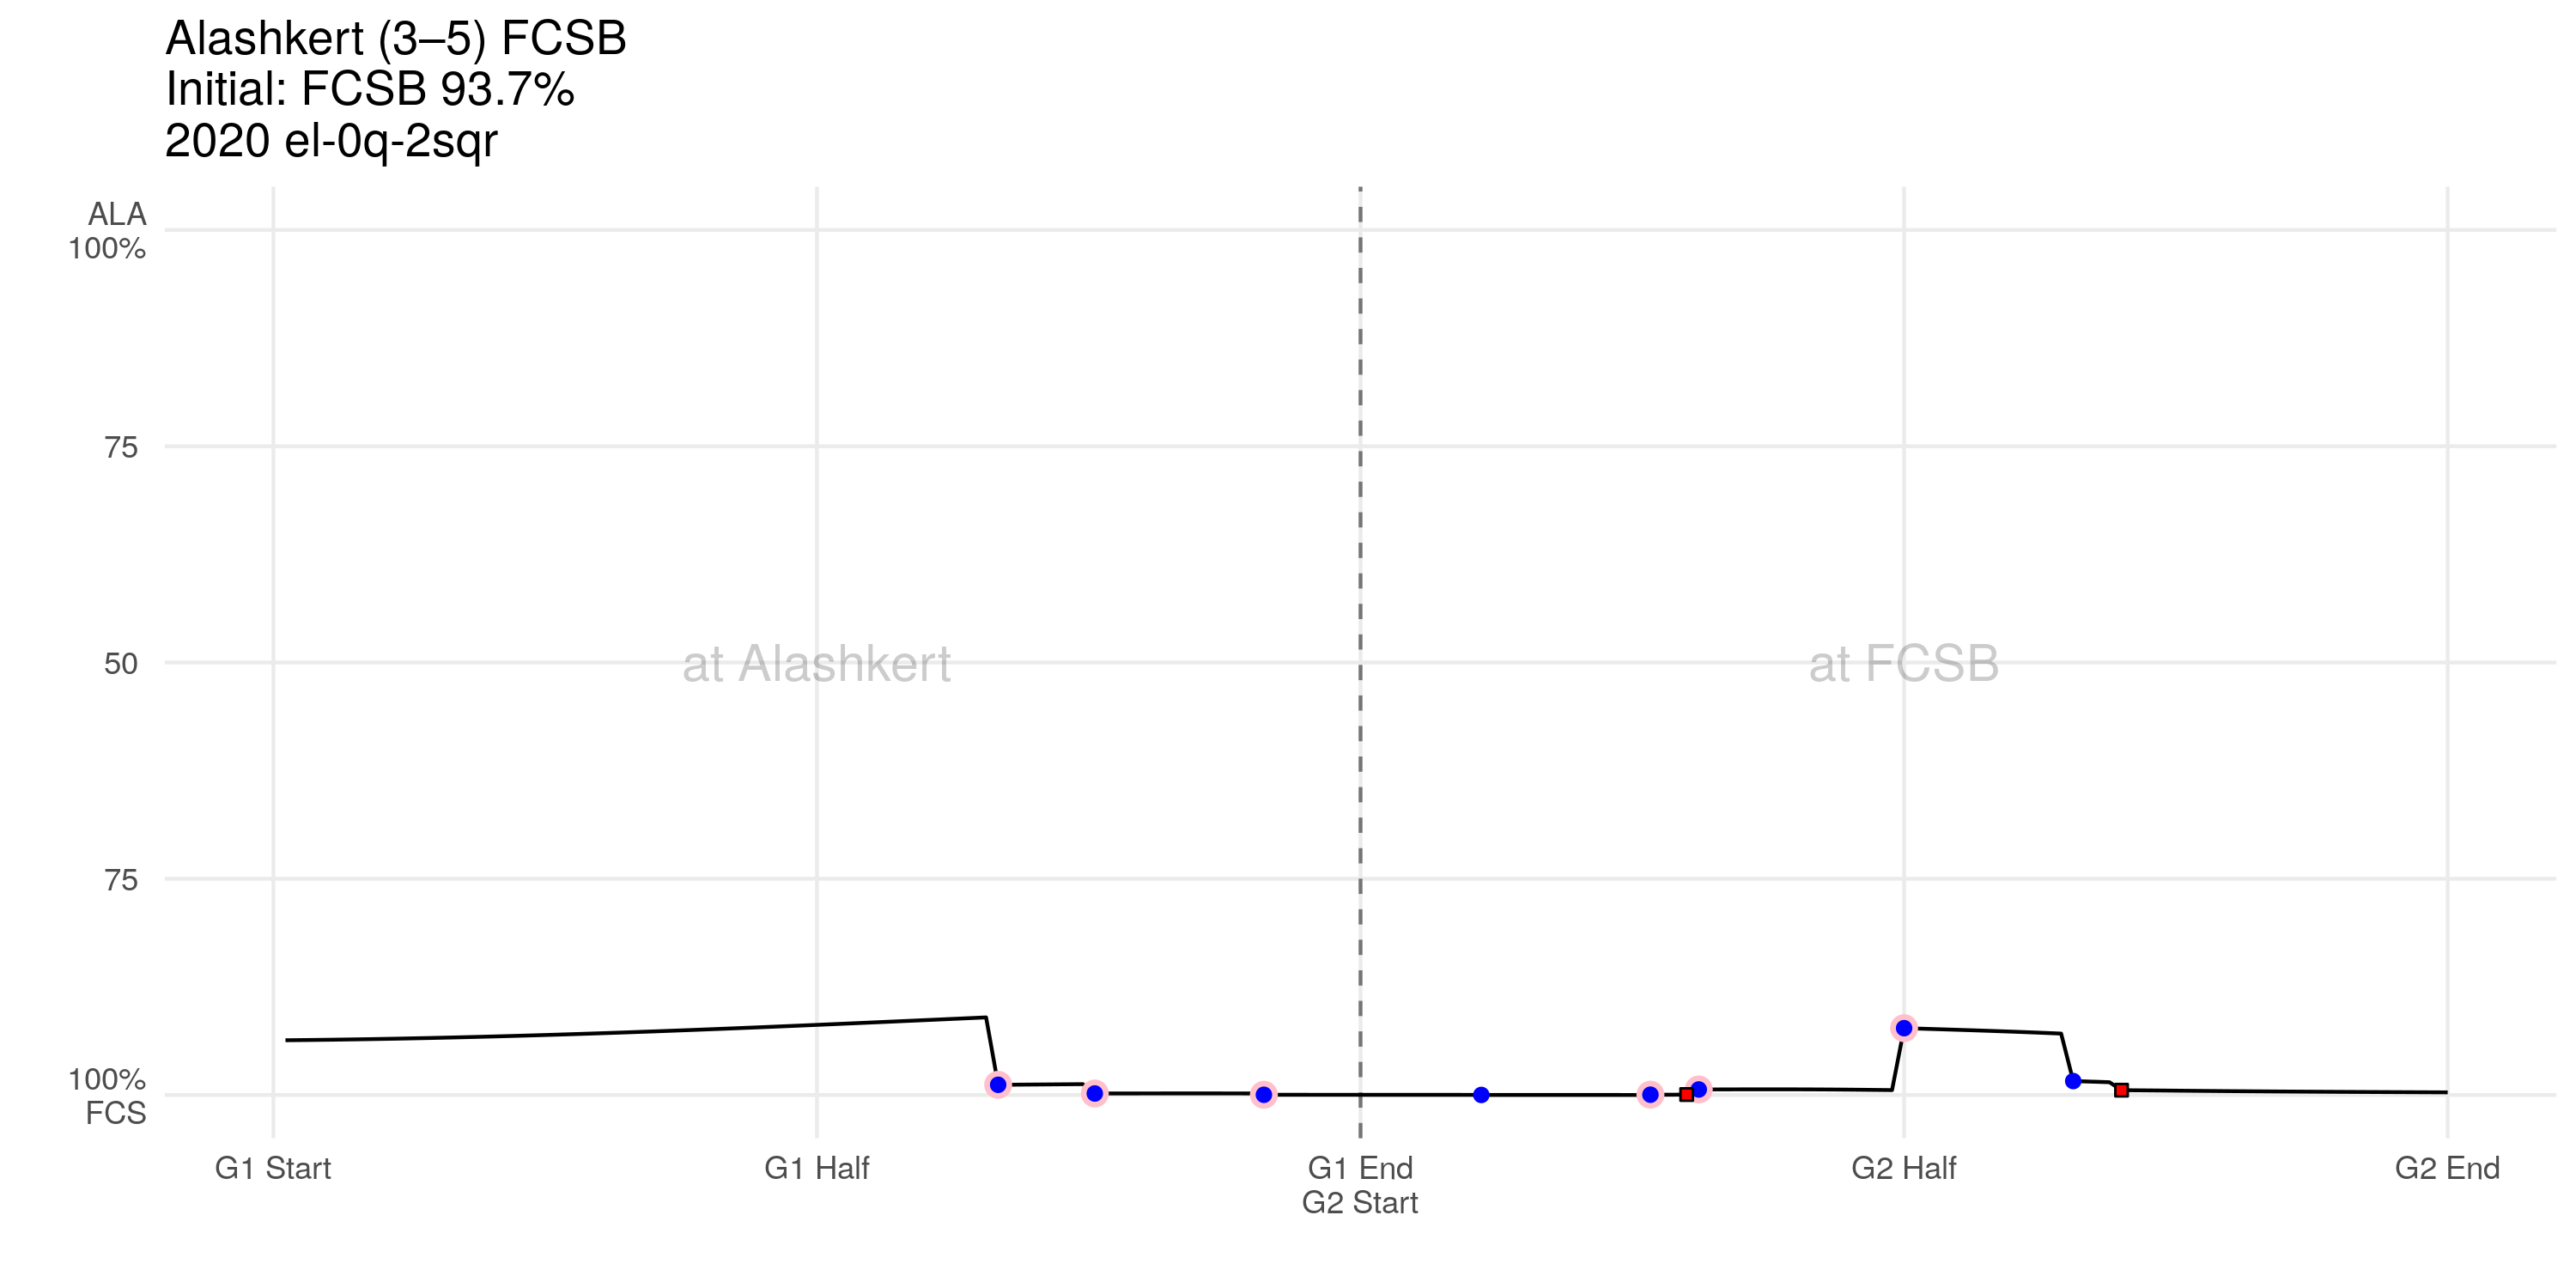 Alashkert (3–5) FCSB
Initial: FCSB 93.7%
2020 el-0q-2sqr
ALA
100%
75
50
75
100%
FCS
at Alashkert
at FCSB
G1 Start
G1 Half
G1 End
G2 Start
G2 Half
G2 End